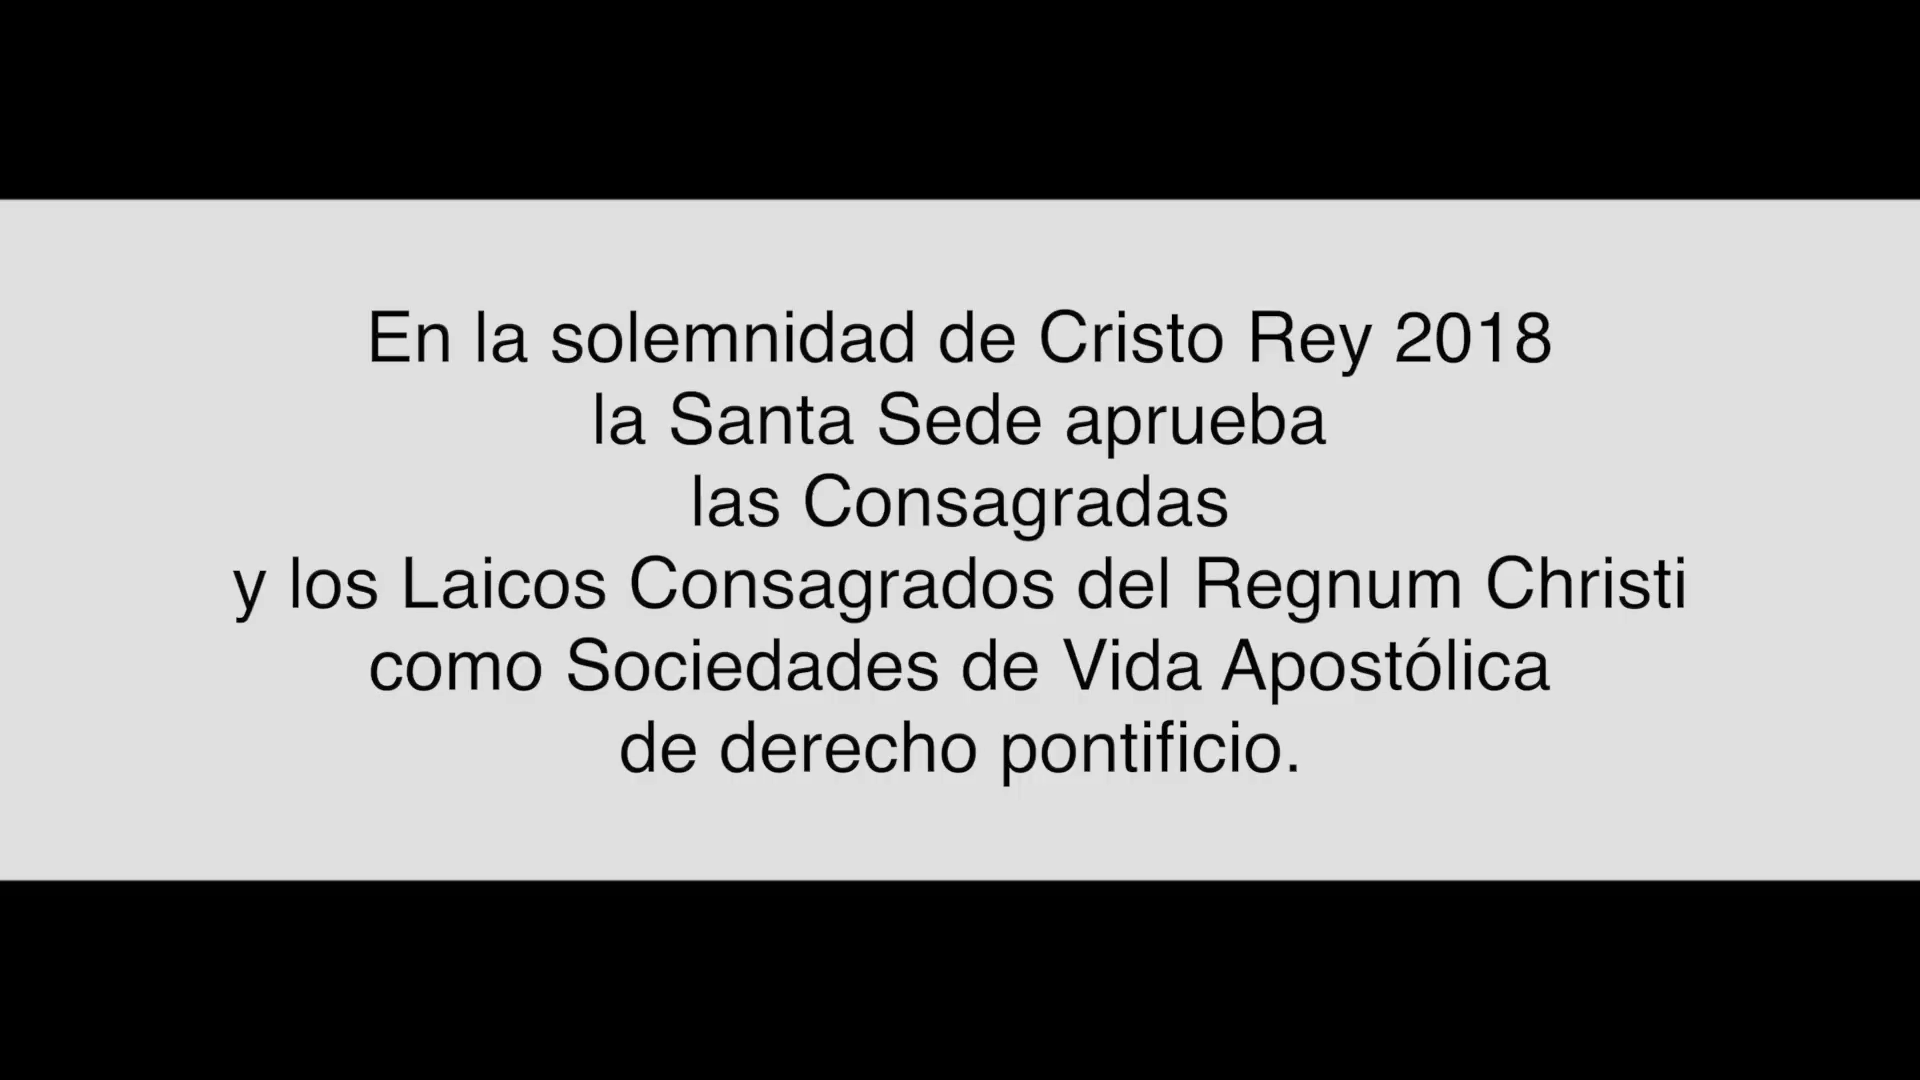 En la solemnidad de Cristo Rey 2018
la Santa Sede aprueba
las Consagradas
y los Laicos Consagrados del Regnum Christi
como Sociedades de Vida Apostólica
de derecho pontificio.